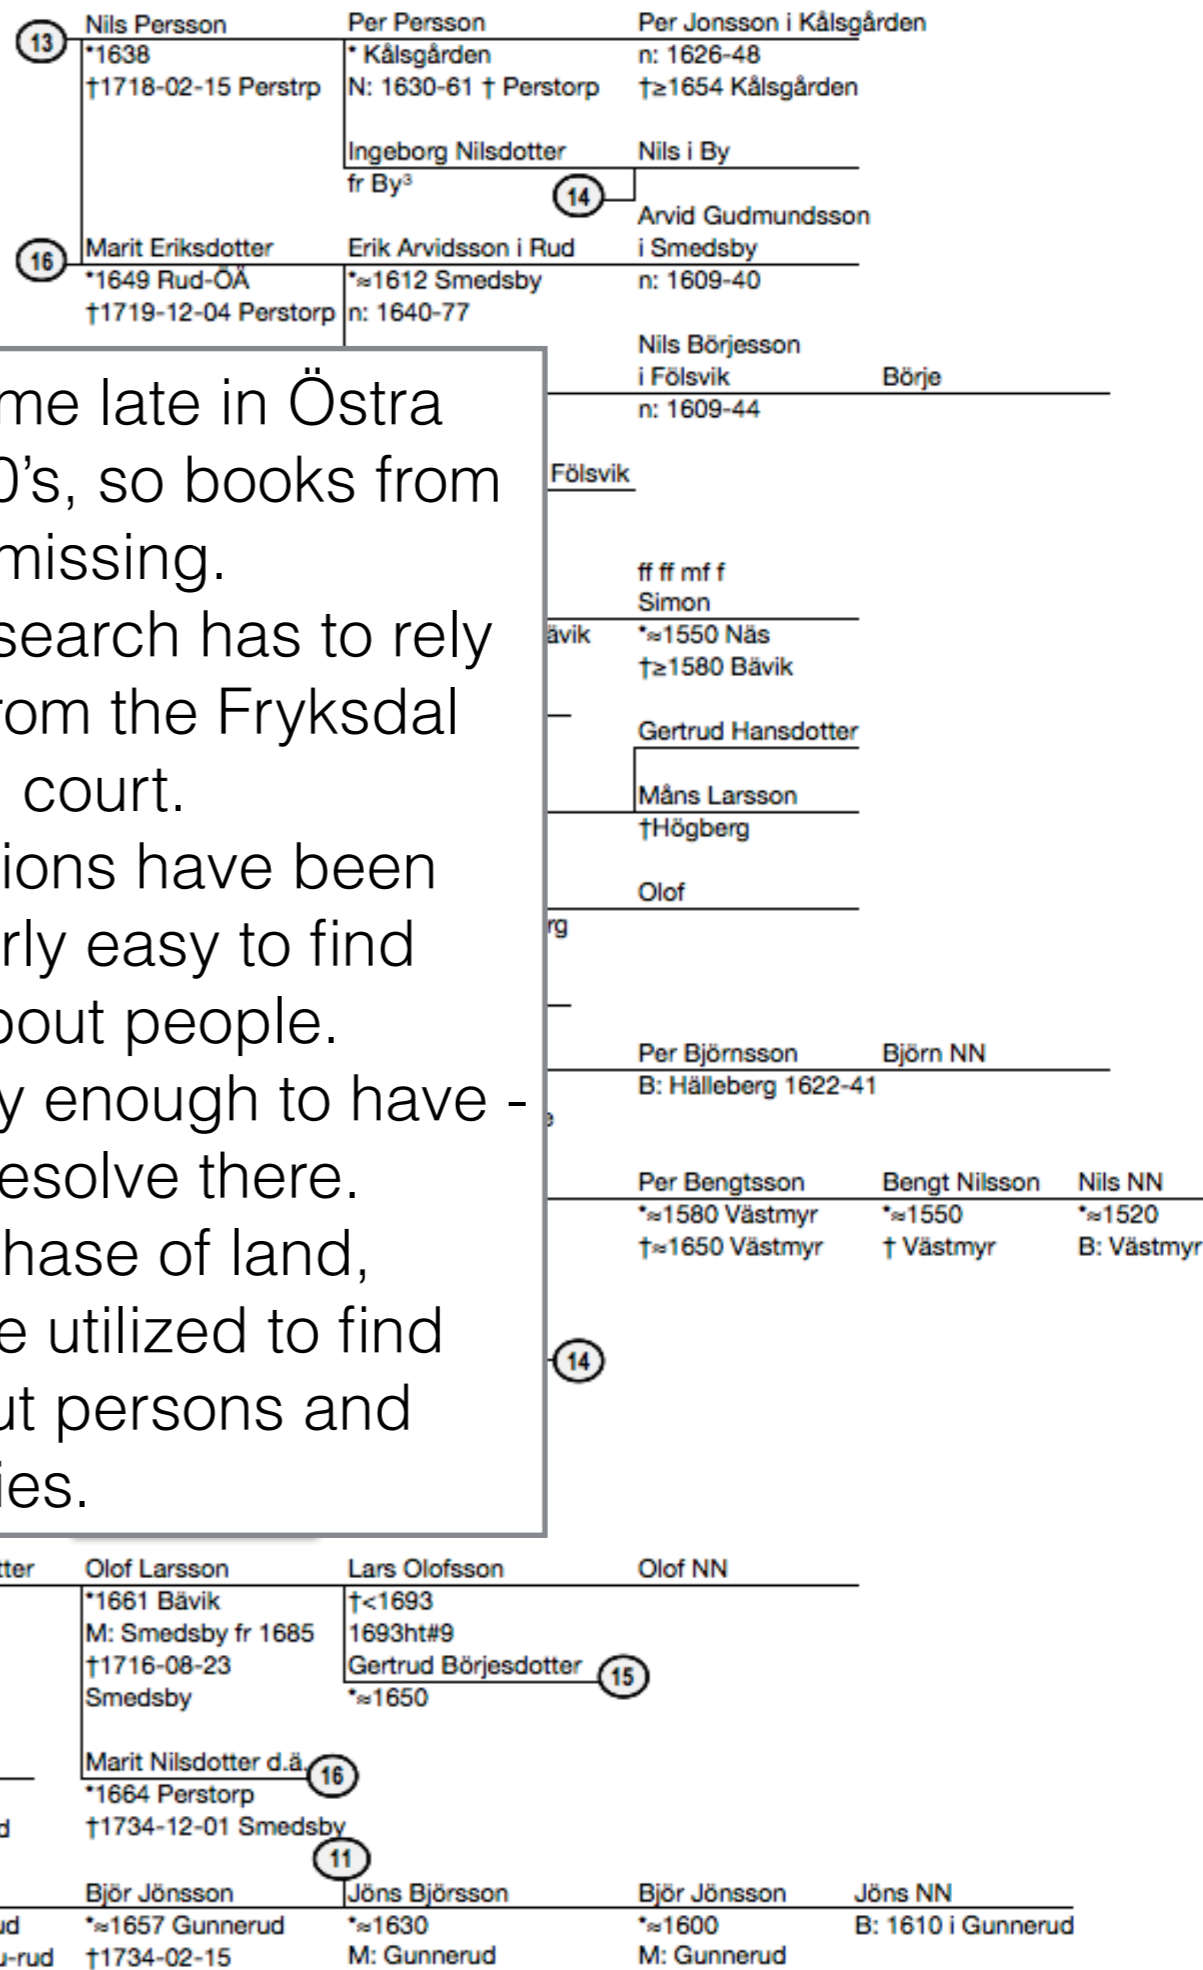 13
Nils Persson
*1638
†1718-02-15 Perstrp
Per Persson
* Kålsgården
N: 1630-61 † Perstorp
Per Jonsson i Kålsgården
n: 1626-48
†≥1654 Kålsgården
Ingeborg Nilsdotter
fr By³
14
Nils i By
16
Marit Eriksdotter
*1649 Rud-ÖÄ
†1719-12-04 Perstorp
Erik Arvidsson i Rud
*≈1612 Smedsby
n: 1640-77
Arvid Gudmundsson
i Smedsby
n: 1609-40
Nils Börjesson
i Fölsvik
n: 1609-44
Börje
me late in Östra
0's, so books from
missing.
search has to rely
rom the Fryksdal
court.
tions have been
rly easy to find
bout people.
y enough to have -
esolve there.
hase of land,
e utilized to find
ut persons and
ies.
Fölsvik
ävik
ff ff mf f
Simon
*≈1550 Näs
†≥1580 Bävik
Gertrud Hansdotter
Måns Larsson
†Högberg
Olof
rg
Per Björnsson
B: Hälleberg 1622-41
Björn NN
Per Bengtsson
*≈1580 Västmyr
†≈1650 Västmyr
Bengt Nilsson
*≈1550
† Västmyr
Nils NN
*≈1520
B: Västmyr
14
tter
Olof Larsson
*1661 Bävik
M: Smedsby fr 1685
†1716-08-23
Smedsby
Lars Olofsson
†<1693
1693ht#9
Olof NN
Gertrud Börjesdotter
*≈1650
15
Marit Nilsdotter d.ä.
*1664 Perstorp
†1734-12-01 Smedsby
16
d
11
Björ Jönsson
*≈1657 Gunnerud
†1734-02-15
Jöns Björsson
*≈1630
M: Gunnerud
Björ Jönsson
*≈1600
M: Gunnerud
Jöns NN
B: 1610 i Gunnerud
ud
u-rud